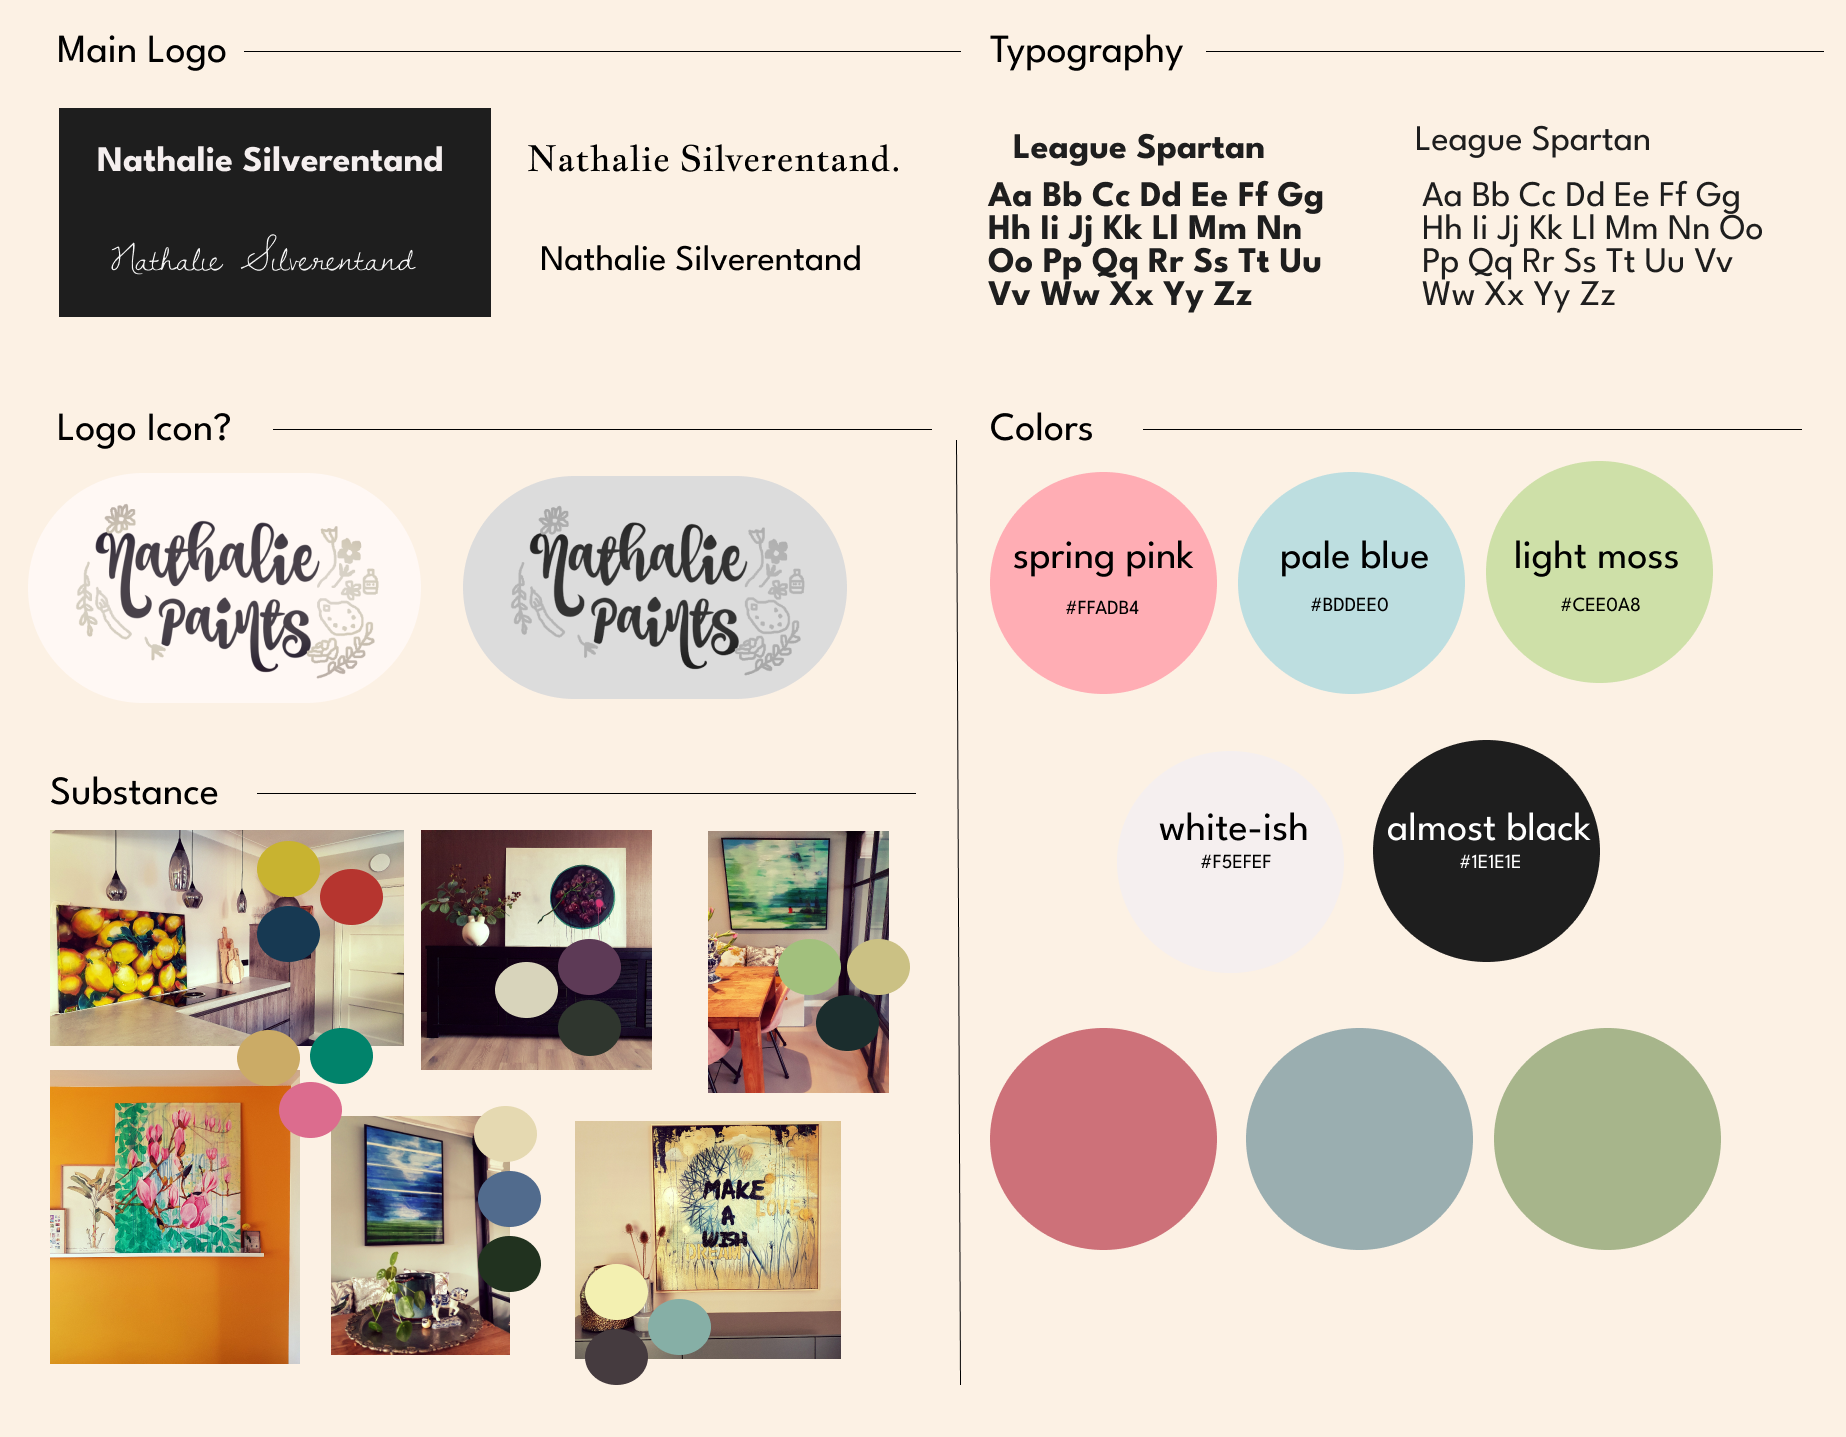 Main Logo
Nathalie Silverentand
Nathalie Silverentand
Nathalie Silverentand.
Nathalie Silverentand
Typography
League Spartan
Aa Bb Cc Dd Ee Ff Gg
Hh Ii Jj Kk Ll Mm Nn
Oo Pp Qq Rr Ss Tt Uu
Vv Ww Xx Yy Zz
League Spartan
Aa Bb Cc Dd Ee Ff Gg
Hh Ii Jj Kk Ll Mm Nn Oo
Pp Qq Rr Ss Tt Uu Vv
Ww Xx Yy Zz
Logo Icon?
Nathalie
Paints
Nathalie
Paints
Colors
spring pink
#FFADB4
pale blue
#BDDEE0
light moss
#CEE0A8
white-ish
#F5EFEF
almost black
#1E1E1E
Substance
MAKE
LOVE
A
WISH
DREAM